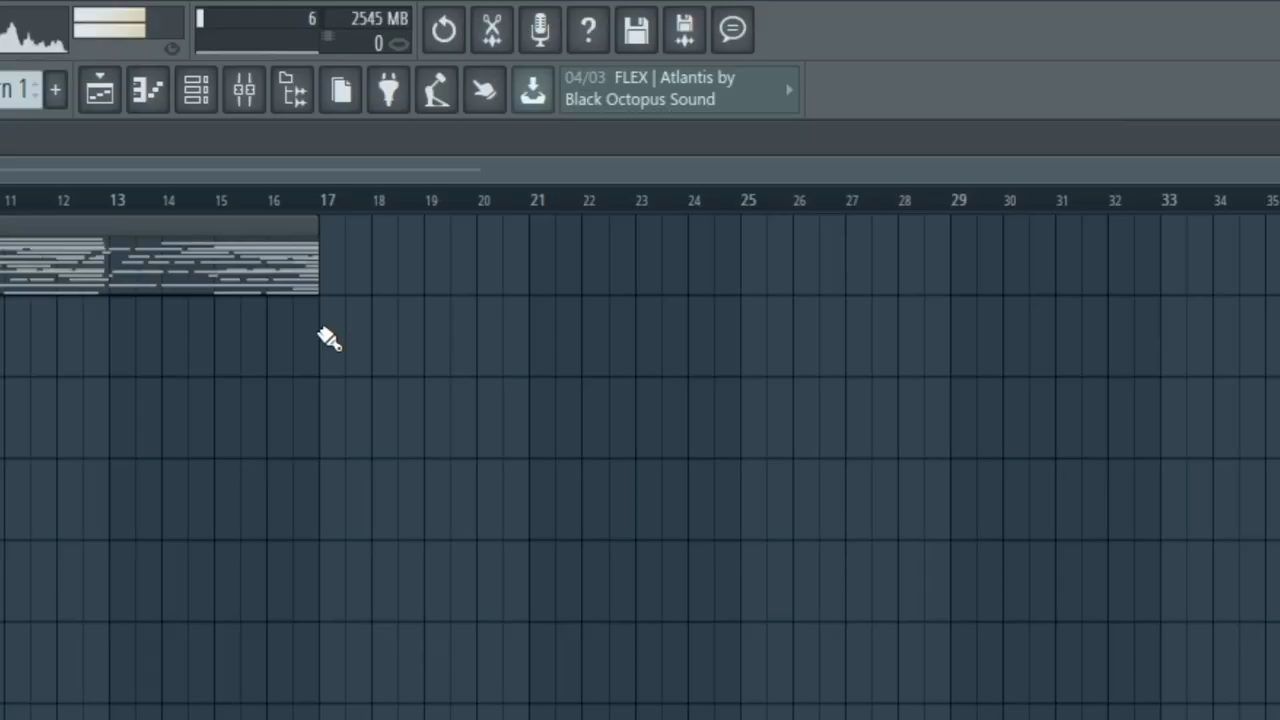 6 2545 MB
0
?
rn 1 +
04/03 FLEX | Atlantis by
Black Octopus Sound
11 12 13 14 15 16 17 18 19 20 21 22 23 24 25 26 27 28 29 30 31 32 33 34 35